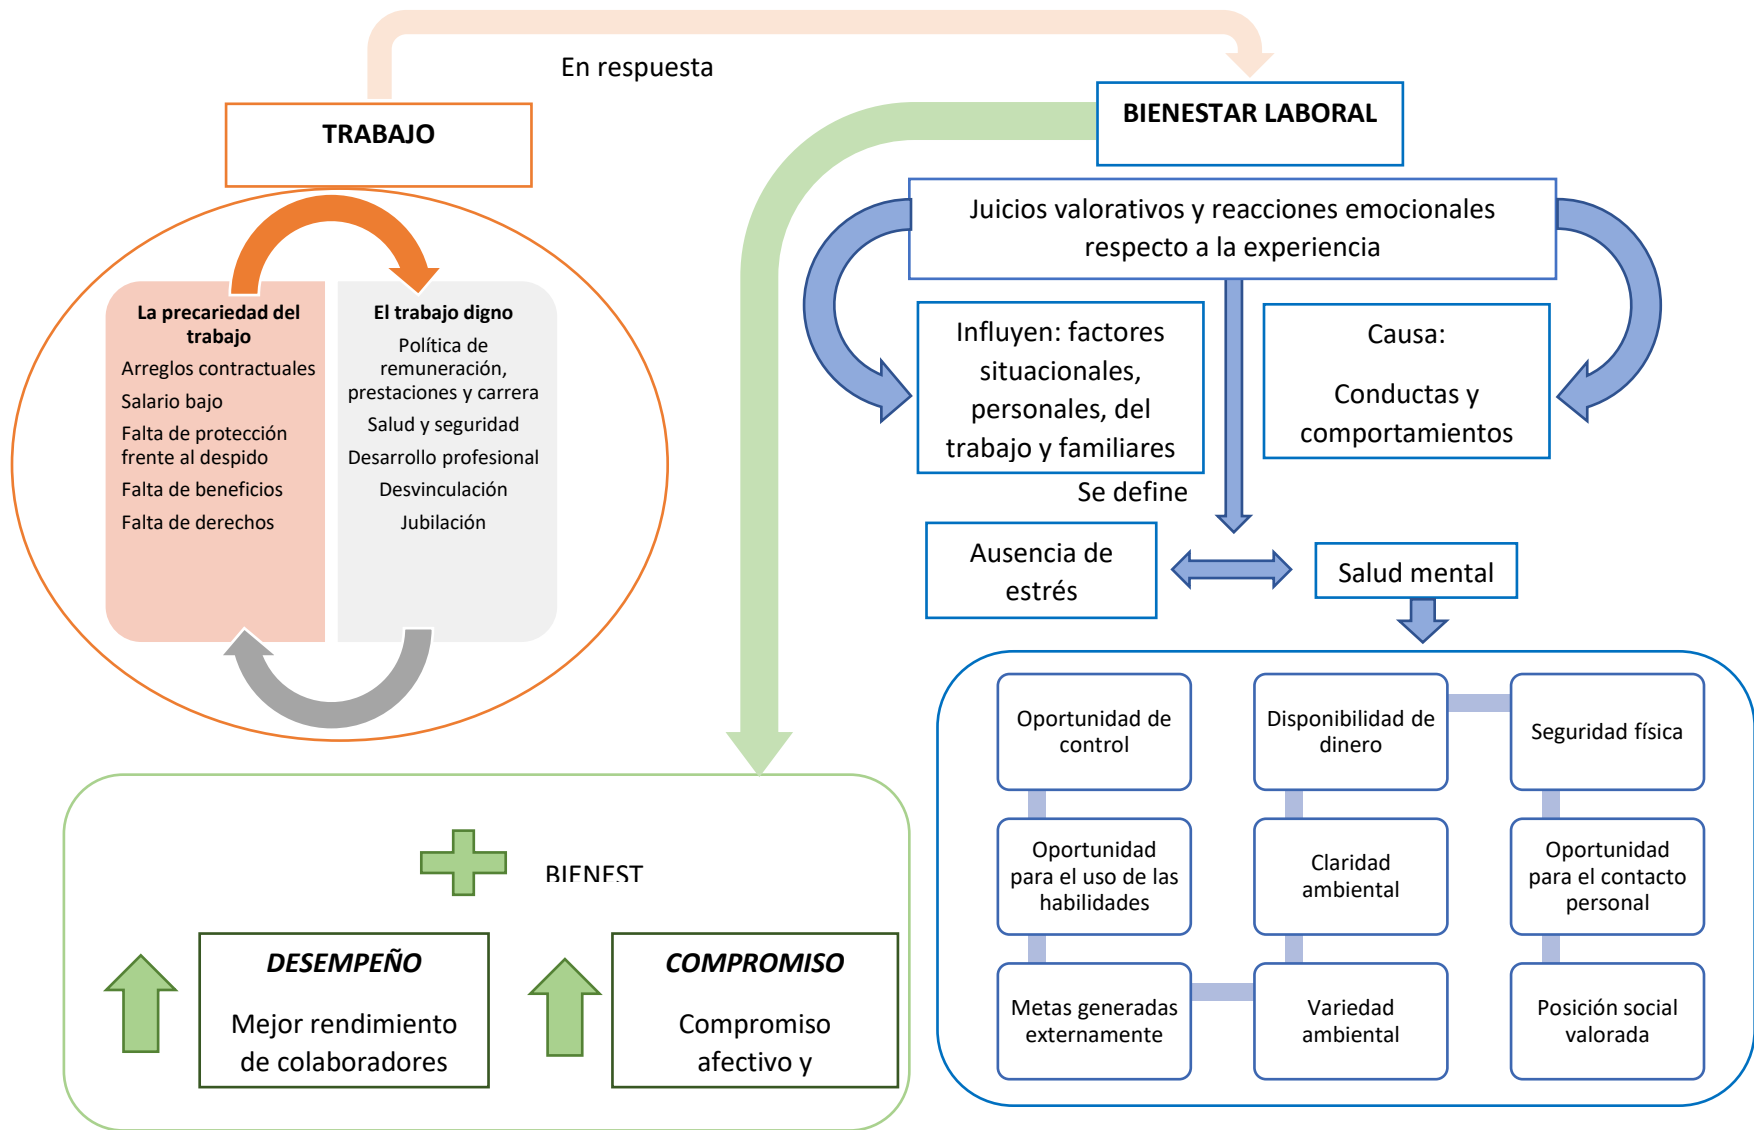 En respuesta
TRABAJO
BIENESTAR LABORAL
La precariedad del
trabajo
Arreglos contractuales
Salario bajo
Falta de protección
frente al despido
Falta de beneficios
Falta de derechos
El trabajo digno
Política de
remuneración,
prestaciones y carrera
Salud y seguridad
Desarrollo profesional
Desvinculación
Jubilación
Juicios valorativos y reacciones emocionales
respecto a la experiencia
Influyen: factores
situacionales,
personales, del
trabajo y familiares
Causa:
Conductas y
comportamientos
Se define
Ausencia de
estrés
Salud mental
Oportunidad de
control
Oportunidad
para el uso de las
habilidades
Metas generadas
externamente
Variedad
ambiental
Claridad
ambiental
Disponibilidad de
dinero
Seguridad física
Oportunidad
para el contacto
personal
Posición social
valorada
BIENEST
DESEMPEÑO
Mejor rendimiento
de colaboradores
COMPROMISO
Compromiso
afectivo y